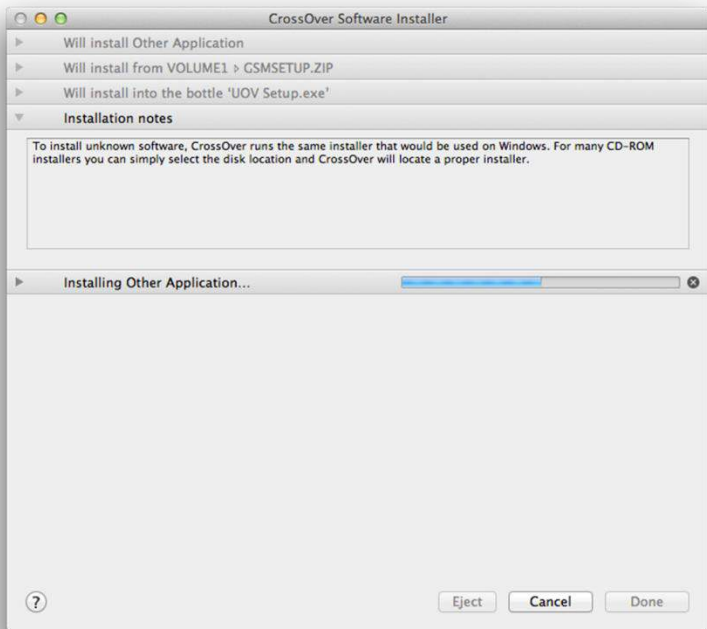 CrossOver Software Installer
Will install Other Application
Will install from VOLUME1 ▹ GSMSETUP.ZIP
Will install into the bottle 'UOV Setup.exe'
Installation notes
To install unknown software, CrossOver runs the same installer that would be used on Windows. For many CD-ROM
installers you can simply select the disk location and CrossOver will locate a proper installer.
Installing Other Application...
? Eject Cancel Done